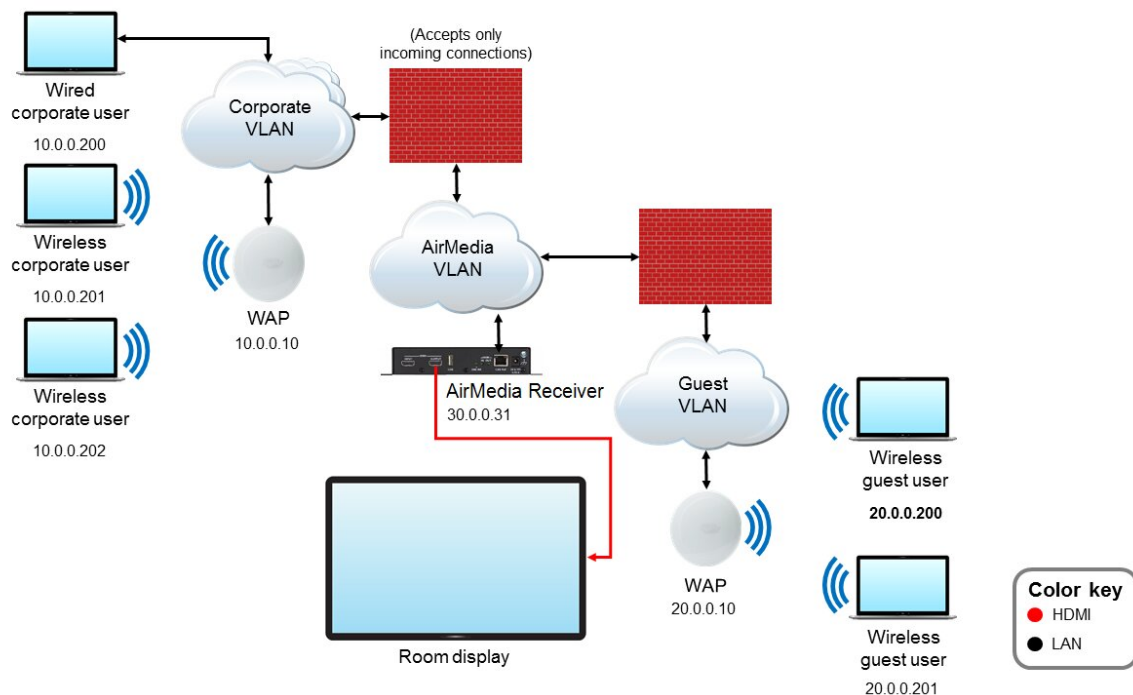 (Accepts only
incoming connections)
Wired
corporate user
10.0.0.200
Corporate
VLAN
Wireless
corporate user
10.0.0.201
WAP
10.0.0.10
AirMedia
VLAN
Wireless
corporate user
10.0.0.202
AirMedia Receiver
30.0.0.31
Guest
VLAN
Wireless
guest user
20.0.0.200
WAP
20.0.0.10
Room display
Wireless
guest user
20.0.0.201
Color key
HDMI
LAN